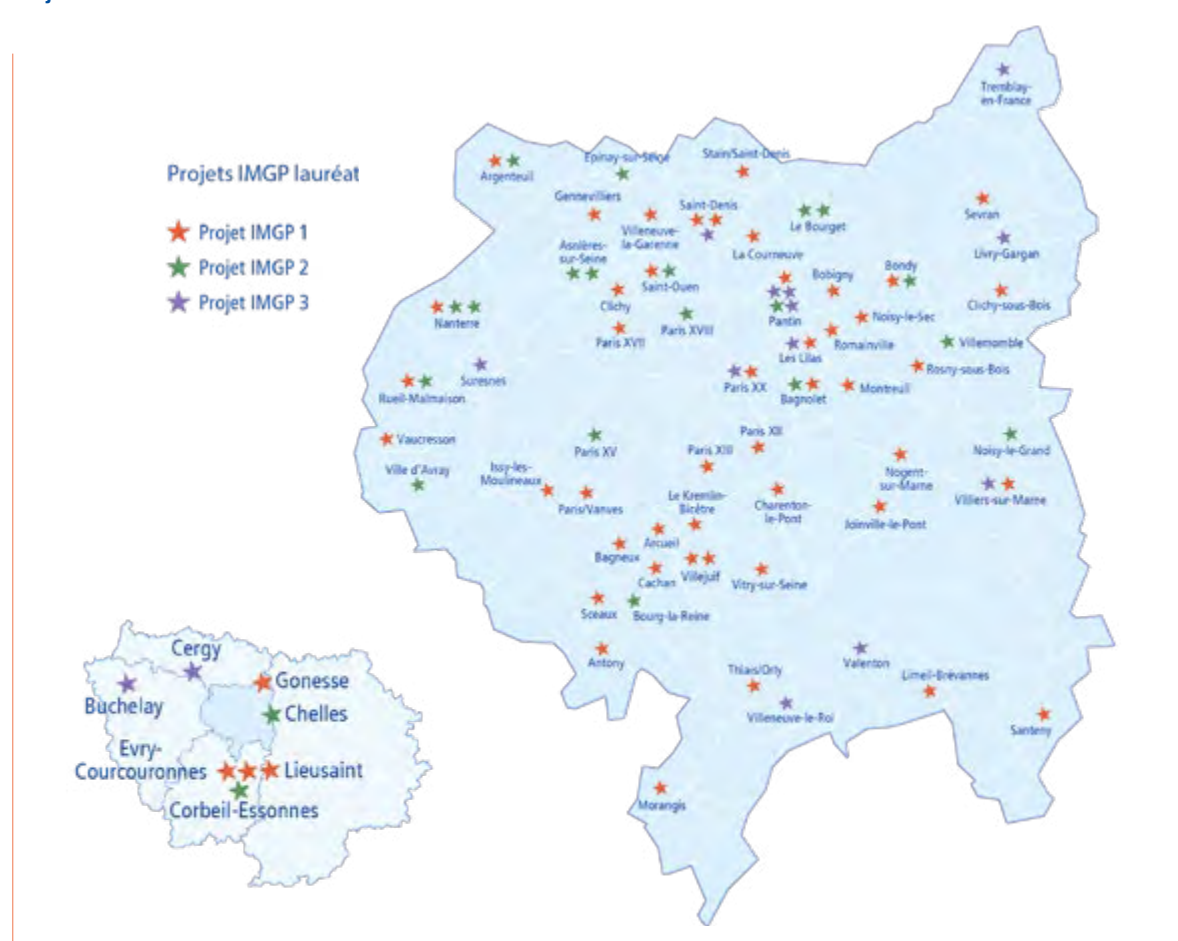 Projets IMGP lauréat
Projet IMGP 1
Projet IMGP 2
Projet IMGP 3
Tremblay-
en-France
Argenteuil
Epinay-sur-Seine
Stain/Saint-Denis
Gennevilliers
Villeneuve-
la-Garenne
Saint-Denis
Le Bourget
Sevran
Asnières-
sur-Seine
La Courneuve
Livry-Gargan
Saint-Ouen
Bobigny
Bondy
Clichy
Clichy-sous-Bois
Nanterre
Paris XVII
Paris XVIII
Pantin
Noisy-le-Sec
Romainville
Villemomble
Les Lilas
Suresnes
Rosny-sous-Bois
Rueil-Malmaison
Paris XX
Bagnolet
Montreuil
Vaucresson
Paris XV
Paris XII
Paris XIII
Noisy-le-Grand
Ville d'Avray
Issy-les-
Moulineaux
Nogent-
sur-Marne
Villiers-sur-Marne
Paris/Vanves
Le Kremlin-
Bicêtre
Charenton-
le-Pont
Joinville-le-Pont
Arcueil
Bagneux
Cachan
Villejuif
Vitry-sur-Seine
Sceaux
Bourg-la-Reine
Antony
Thiais/Orly
Valenton
Limeil-Brévannes
Villeneuve-le-Roi
Santeny
Morangis
Cergy
Gonesse
Buchelay
Chelles
Evry-
Courcouronnes
Lieusaint
Corbeil-Essonnes